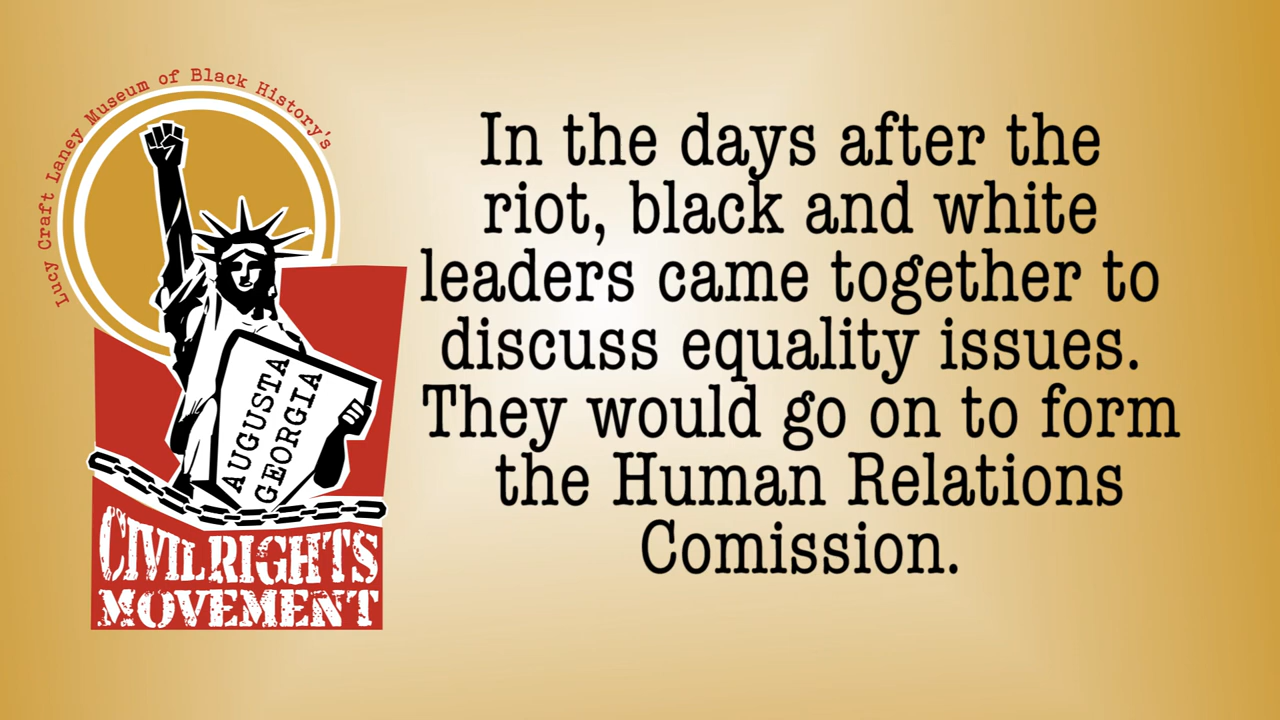 Lucy Craft Laney Museum of Black History's
AUGUSTA
GEORGIA
CIVIL RIGHTS
MOVEMENT
In the days after the
riot, black and white
leaders came together to
discuss equality issues.
They would go on to form
the Human Relations
Comission.